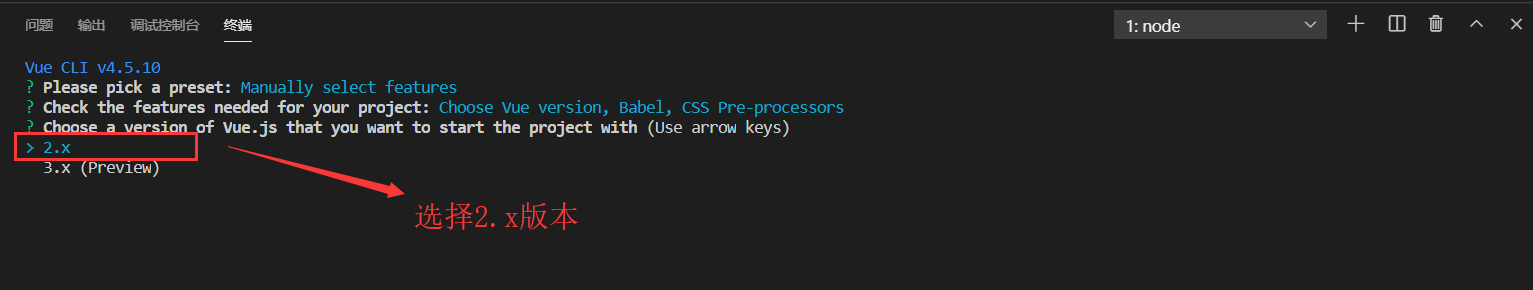 问题 输出 调试控制台 终端 1: node
Vue CLI v4.5.10
? Please pick a preset: Manually select features
? Check the features needed for your project: Choose Vue version, Babel, CSS Pre-processors
? Choose a version of Vue.js that you want to start the project with (Use arrow keys)
> 2.x
3.x (Preview)
选择2.x版本